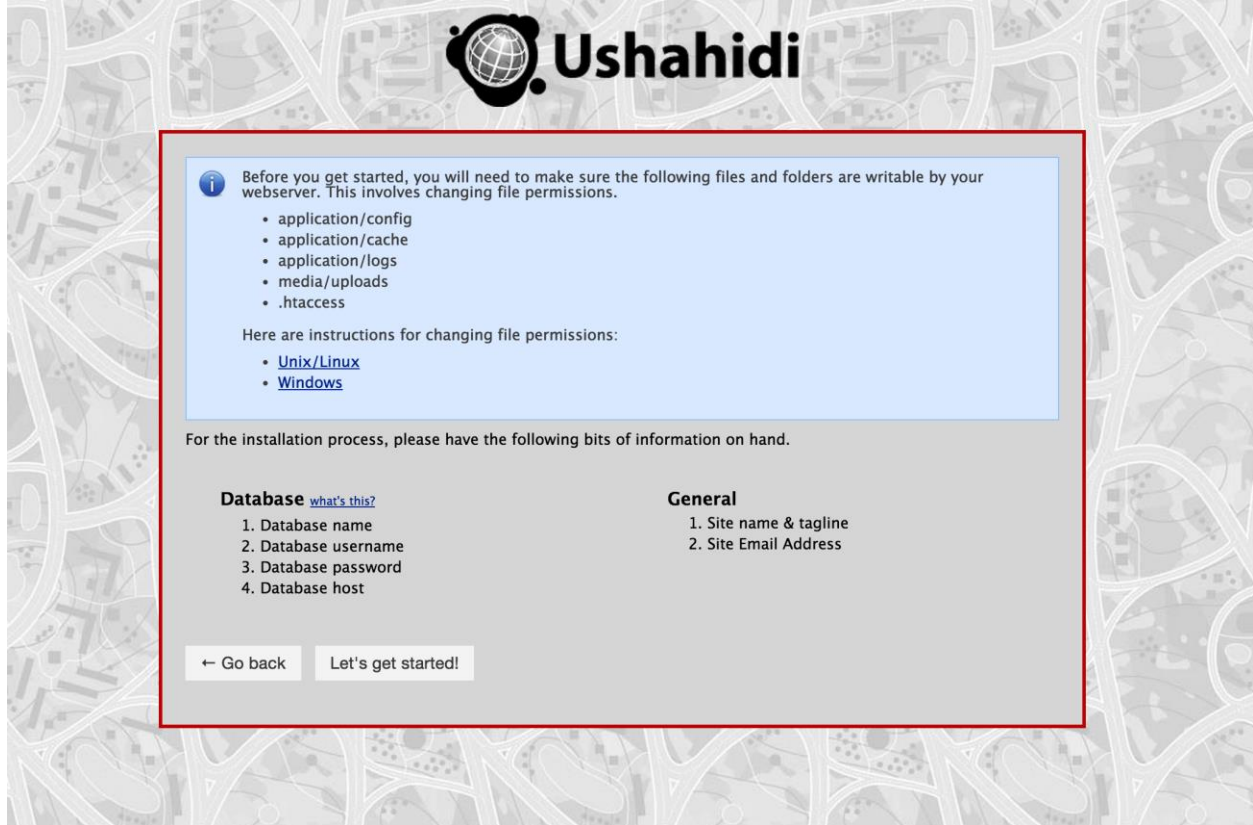 Ushahidi
Before you get started, you will need to make sure the following files and folders are writable by your
webserver. This involves changing file permissions.
• application/config
• application/cache
• application/logs
• media/uploads
• .htaccess
Here are instructions for changing file permissions:
• Unix/Linux
• Windows
For the installation process, please have the following bits of information on hand.
Database what's this?
1. Database name
2. Database username
3. Database password
4. Database host
General
1. Site name & tagline
2. Site Email Address
← Go back
Let's get started!